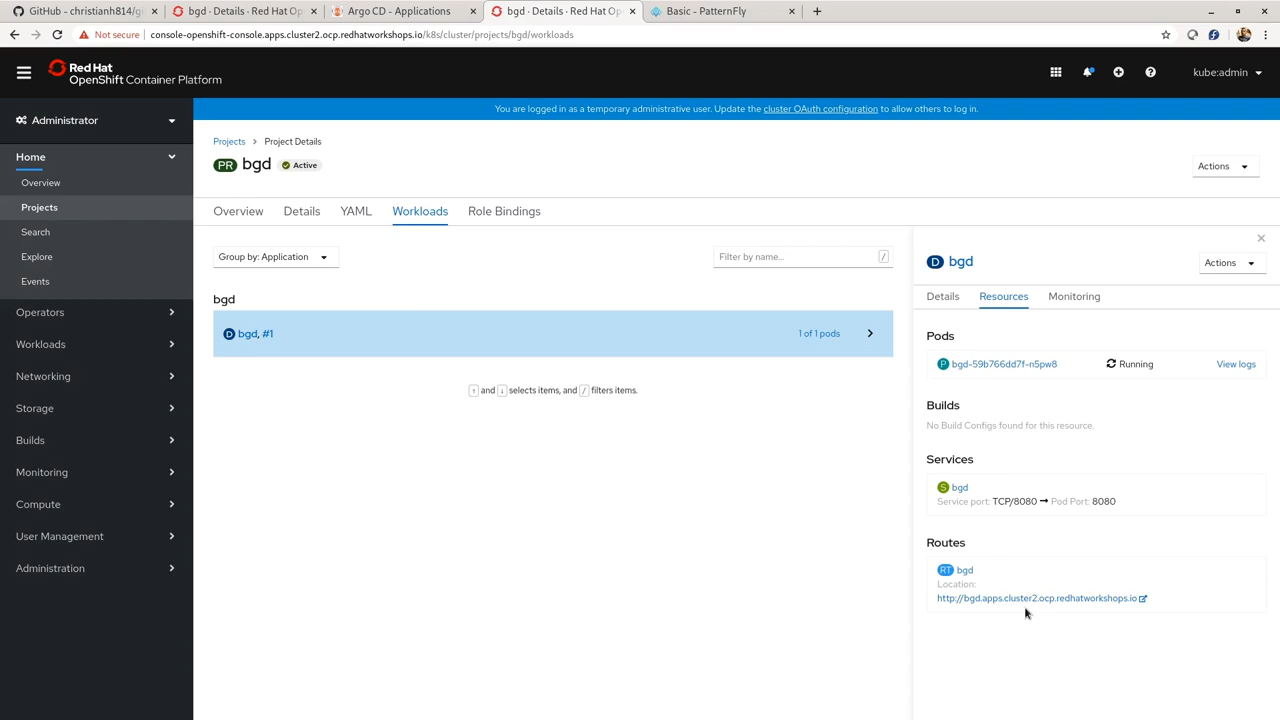 GitHub - christianh814/gi
bgd · Details · Red Hat Op
Argo CD - Applications
bgd · Details · Red Hat Op
Basic - PatternFly
Not secure
console-openshift-console.apps.cluster2.ocp.redhatworkshops.io/k8s/cluster/projects/bgd/workloads
Red Hat
OpenShift Container Platform
kube:admin
Administrator
You are logged in as a temporary administrative user. Update the cluster OAuth configuration to allow others to log in.
Home
Overview
Projects
Search
Explore
Events
Operators
Workloads
Networking
Storage
Builds
Monitoring
Compute
User Management
Administration
Projects > Project Details
PR bgd Active
Actions
Overview Details YAML Workloads Role Bindings
Group by: Application
Filter by name... /
bgd
D bgd, #1 1 of 1 pods
↑ and ↓ selects items, and / filters items.
D bgd
Actions
Details Resources Monitoring
Pods
P bgd-59b766dd7f-n5pw8 Running View logs
Builds
No Build Configs found for this resource.
Services
S bgd
Service port: TCP/8080 → Pod Port: 8080
Routes
RT bgd
Location:
http://bgd.apps.cluster2.ocp.redhatworkshops.io